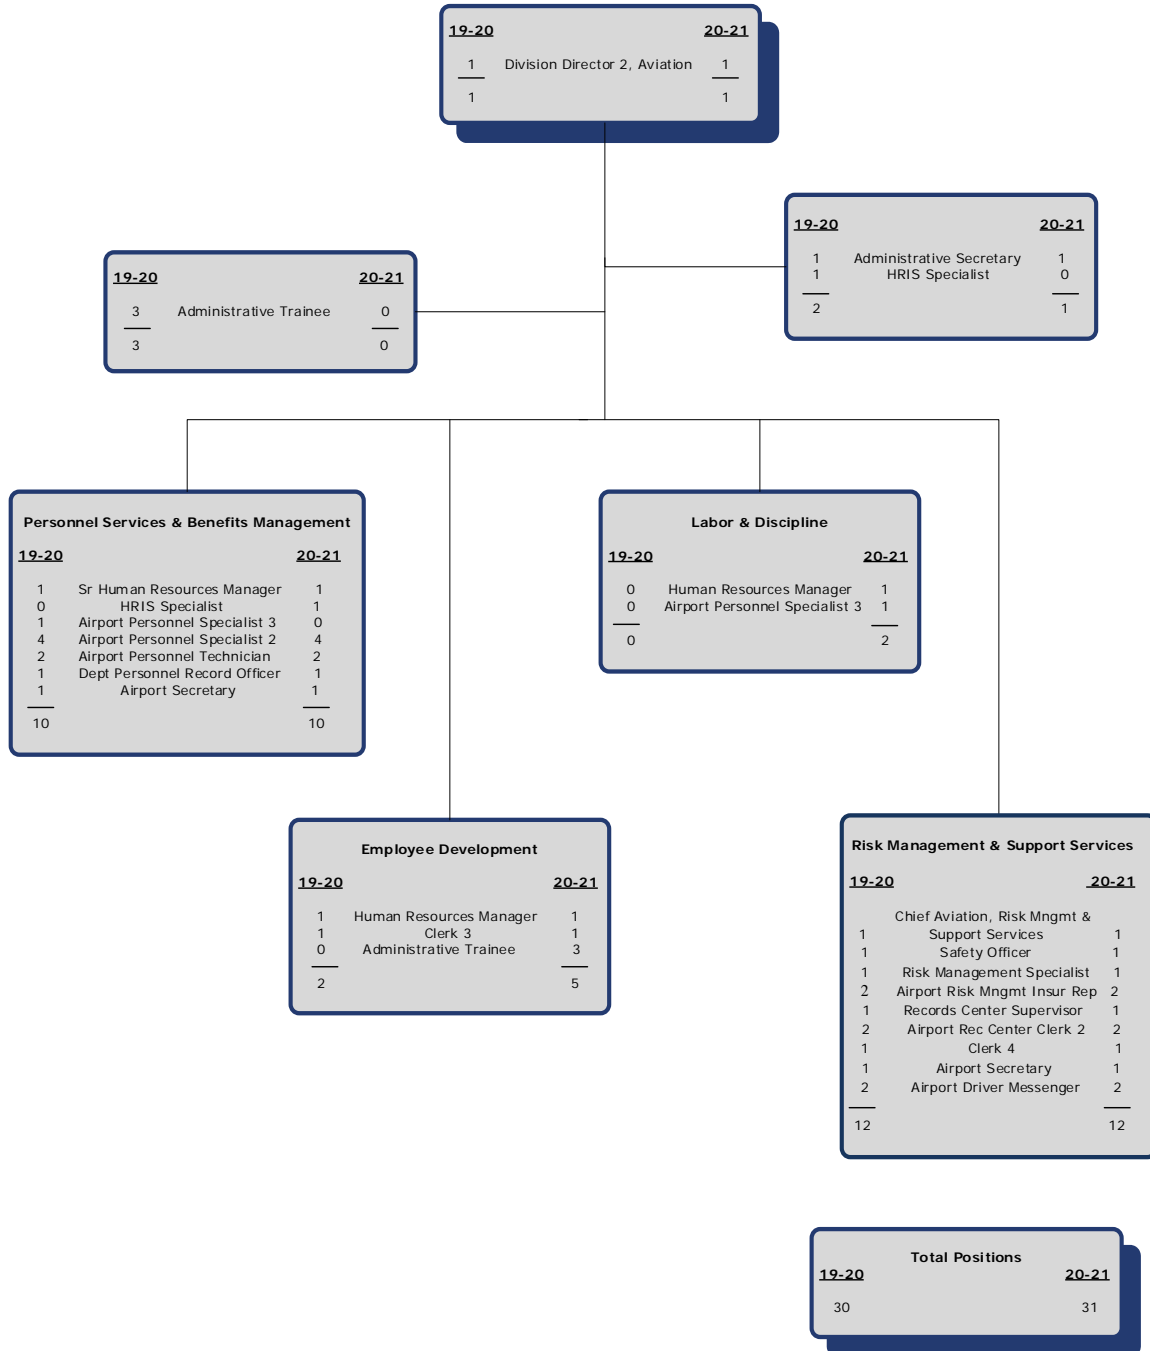 19-20 20-21
1 Division Director 2, Aviation 1
1 1
19-20 20-21
1 Administrative Secretary 1
1 HRIS Specialist 0
2 1
19-20 20-21
3 Administrative Trainee 0
3 0
Personnel Services & Benefits Management
19-20 20-21
1 Sr Human Resources Manager 1
0 HRIS Specialist 1
1 Airport Personnel Specialist 3 0
4 Airport Personnel Specialist 2 4
2 Airport Personnel Technician 2
1 Dept Personnel Record Officer 1
1 Airport Secretary 1
10 10
Labor & Discipline
19-20 20-21
0 Human Resources Manager 1
0 Airport Personnel Specialist 3 1
0 2
Employee Development
19-20 20-21
1 Human Resources Manager 1
1 Clerk 3 1
0 Administrative Trainee 3
2 5
Risk Management & Support Services
19-20 20-21
Chief Aviation, Risk Mngmt &
1 Support Services 1
1 Safety Officer 1
1 Risk Management Specialist 1
2 Airport Risk Mngmt Insur Rep 2
1 Records Center Supervisor 1
2 Airport Rec Center Clerk 2 2
1 Clerk 4 1
1 Airport Secretary 1
2 Airport Driver Messenger 2
12 12
Total Positions
19-20 20-21
30 31